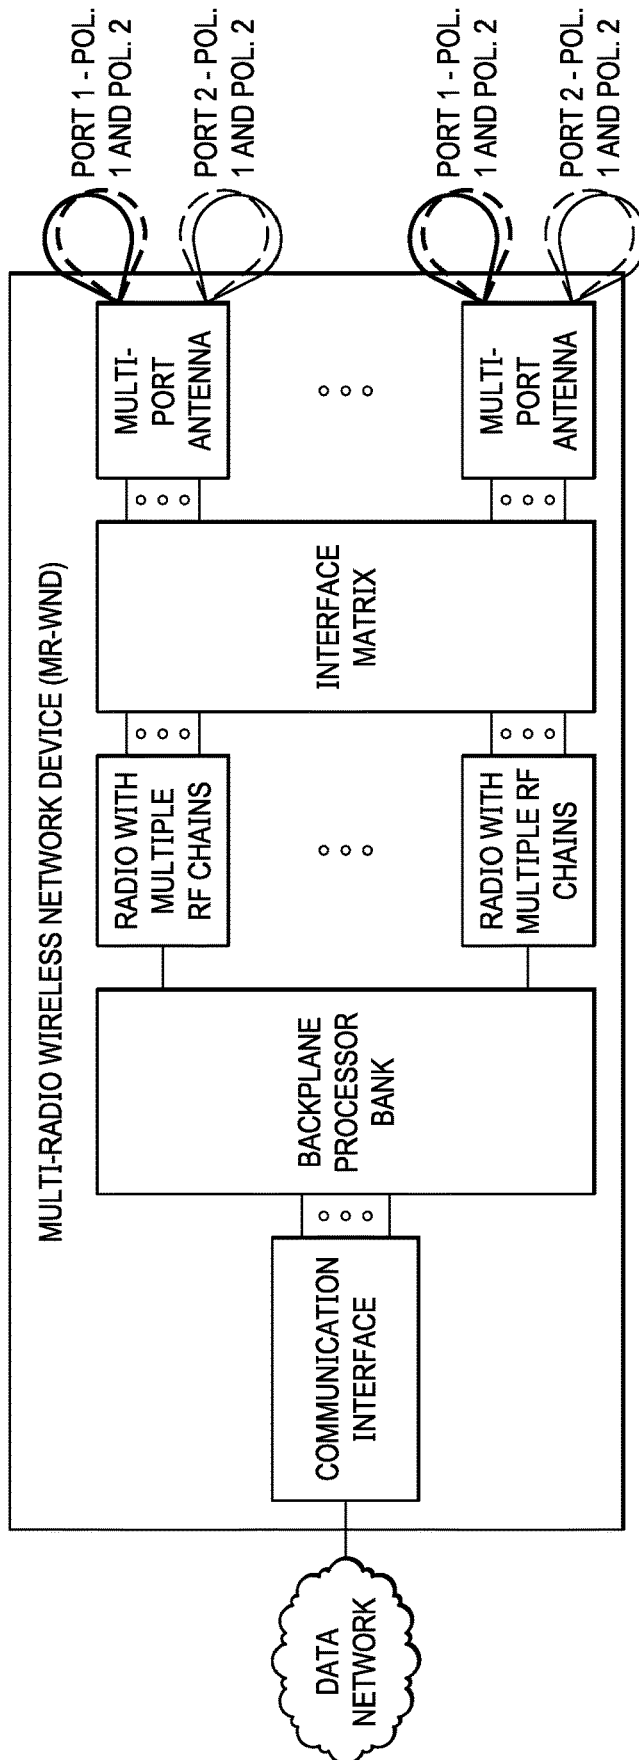 MULTI-RADIO WIRELESS NETWORK DEVICE (MR-WND)
DATA
NETWORK
COMMUNICATION
INTERFACE
BACKPLANE
PROCESSOR
BANK
RADIO WITH
MULTIPLE
RF CHAINS
RADIO WITH
MULTIPLE RF
CHAINS
INTERFACE
MATRIX
MULTI-
PORT
ANTENNA
MULTI-
PORT
ANTENNA
PORT 1 - POL.
1 AND POL. 2
PORT 2 - POL.
1 AND POL. 2
PORT 1 - POL.
1 AND POL. 2
PORT 2 - POL.
1 AND POL. 2